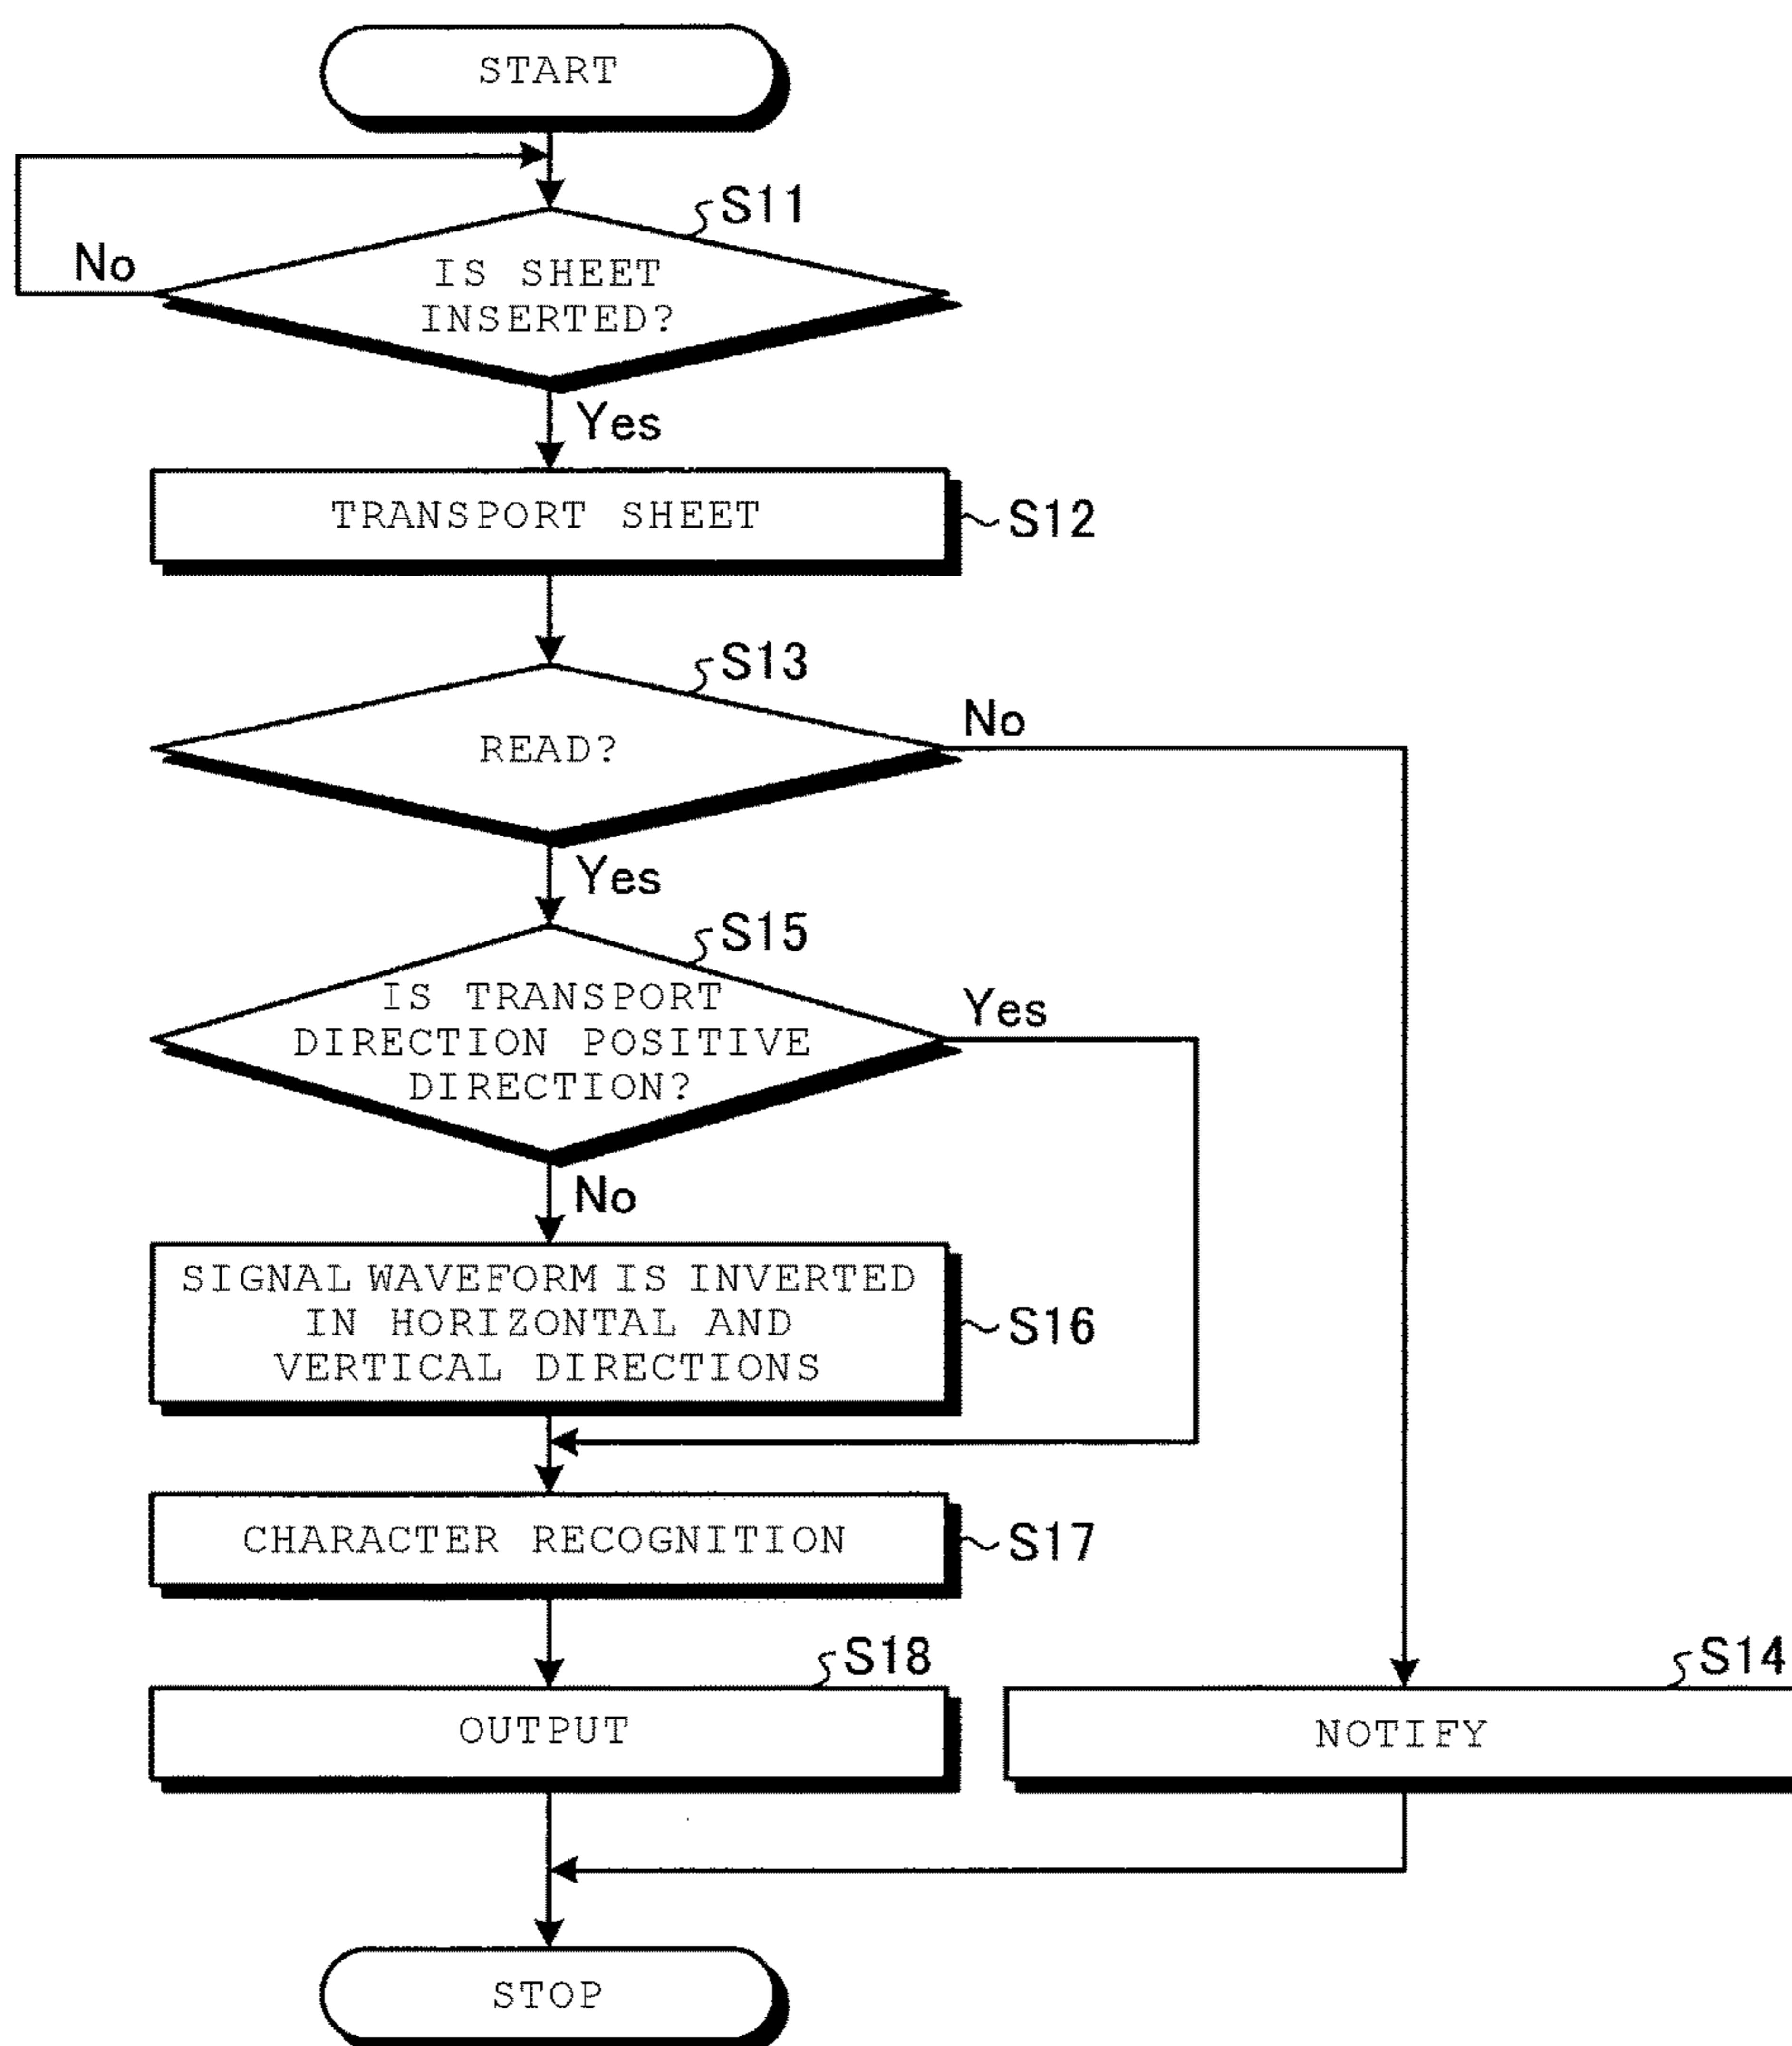 START
S11
No
IS SHEET
INSERTED?
Yes
TRANSPORT SHEET
S12
S13
No
READ?
Yes
S15
IS TRANSPORT
DIRECTION POSITIVE
DIRECTION?
Yes
No
SIGNAL WAVEFORM IS INVERTED
IN HORIZONTAL AND
VERTICAL DIRECTIONS
S16
CHARACTER RECOGNITION
S17
S18
OUTPUT
S14
NOTIFY
STOP